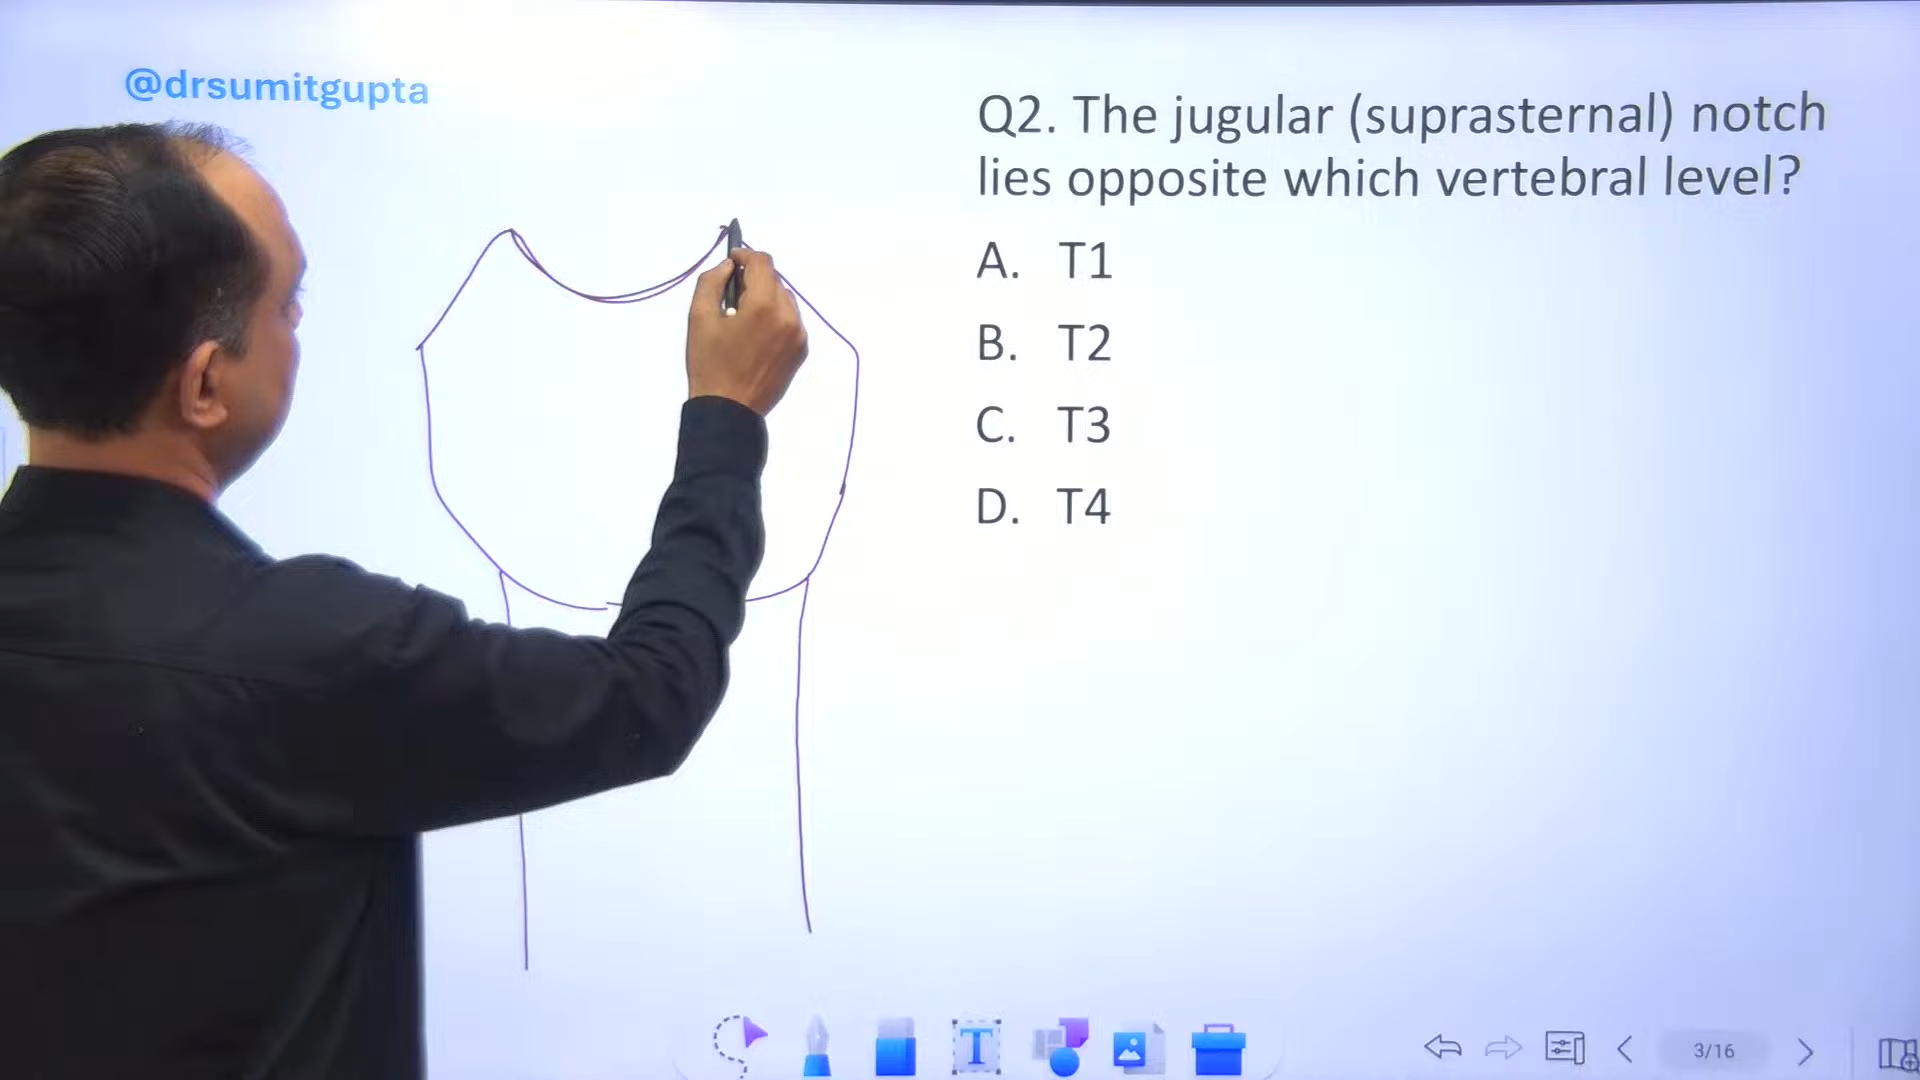 @drsumitgupta
Q2. The jugular (suprasternal) notch
lies opposite which vertebral level?
A. T1
B. T2
C. T3
D. T4
T
3/16